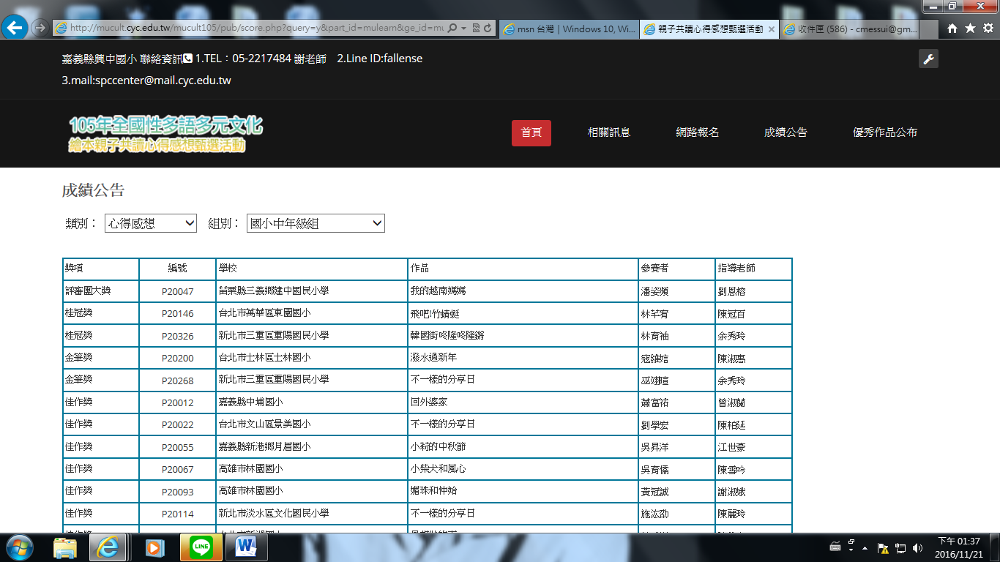 http://mucult.cyc.edu.tw/mucult105/pub/score.php?query=y&part_id=mulearn&ge_id=mu
msn 台灣 | Windows 10, Wi...
親子共讀心得感想甄選活動
收件匣 (586) - cmessui@gm...
嘉義縣興中國小 聯絡資訊 1.TEL：05-2217484 謝老師 2.Line ID:fallense
3.mail:spccenter@mail.cyc.edu.tw
105年全國性多語多元文化
繪本親子共讀心得感想甄選活動
首頁 相關訊息 網路報名 成績公告 優秀作品公布
成績公告
類別： 心得感想 組別： 國小中年級組
獎項 編號 學校 作品 參賽者 指導老師
評審團大獎 P20047 苗栗縣三義鄉建中國民小學 我的越南媽媽 潘姿頻 劉恩榕
桂冠獎 P20146 台北市萬華區東園國小 飛吧!竹蜻蜓 林芊宥 陳冠百
桂冠獎 P20326 新北市三重區重陽國民小學 韓國街咚隆咚隆鏘 林育袖 余秀玲
金筆獎 P20200 台北市士林區士林國小 潑水過新年 寇維信 陳淑惠
金筆獎 P20268 新北市三重區重陽國民小學 不一樣的分享日 巫翊暄 余秀玲
佳作獎 P20012 嘉義縣中埔國小 回外婆家 蕭富祐 曾淑蘭
佳作獎 P20022 台北市文山區景美國小 不一樣的分享日 劉學宏 陳柏延
佳作獎 P20055 嘉義縣新港鄉月眉國小 小莉的中秋節 吳昇洋 江世豪
佳作獎 P20067 高雄市林園國小 小柴犬和風心 吳育儒 陳雪吟
佳作獎 P20093 高雄市林園國小 媚珠和仲始 黃冠誠 謝淑娥
佳作獎 P20114 新北市淡水區文化國民小學 不一樣的分享日 施汯劭 陳麗玲
LINE
下午 01:37
2016/11/21